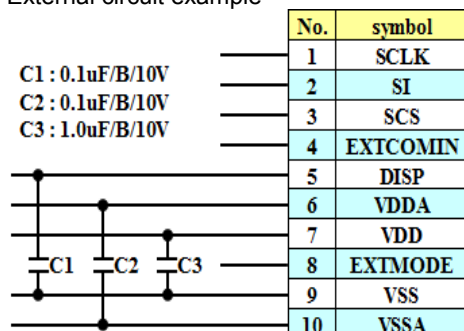 External circuit example
C1 : 0.1uF/B/10V
C2 : 0.1uF/B/10V
C3 : 1.0uF/B/10V
C1 C2 C3
No. symbol
1 SCLK
2 SI
3 SCS
4 EXTCOMIN
5 DISP
6 VDDA
7 VDD
8 EXTMODE
9 VSS
10 VSSA